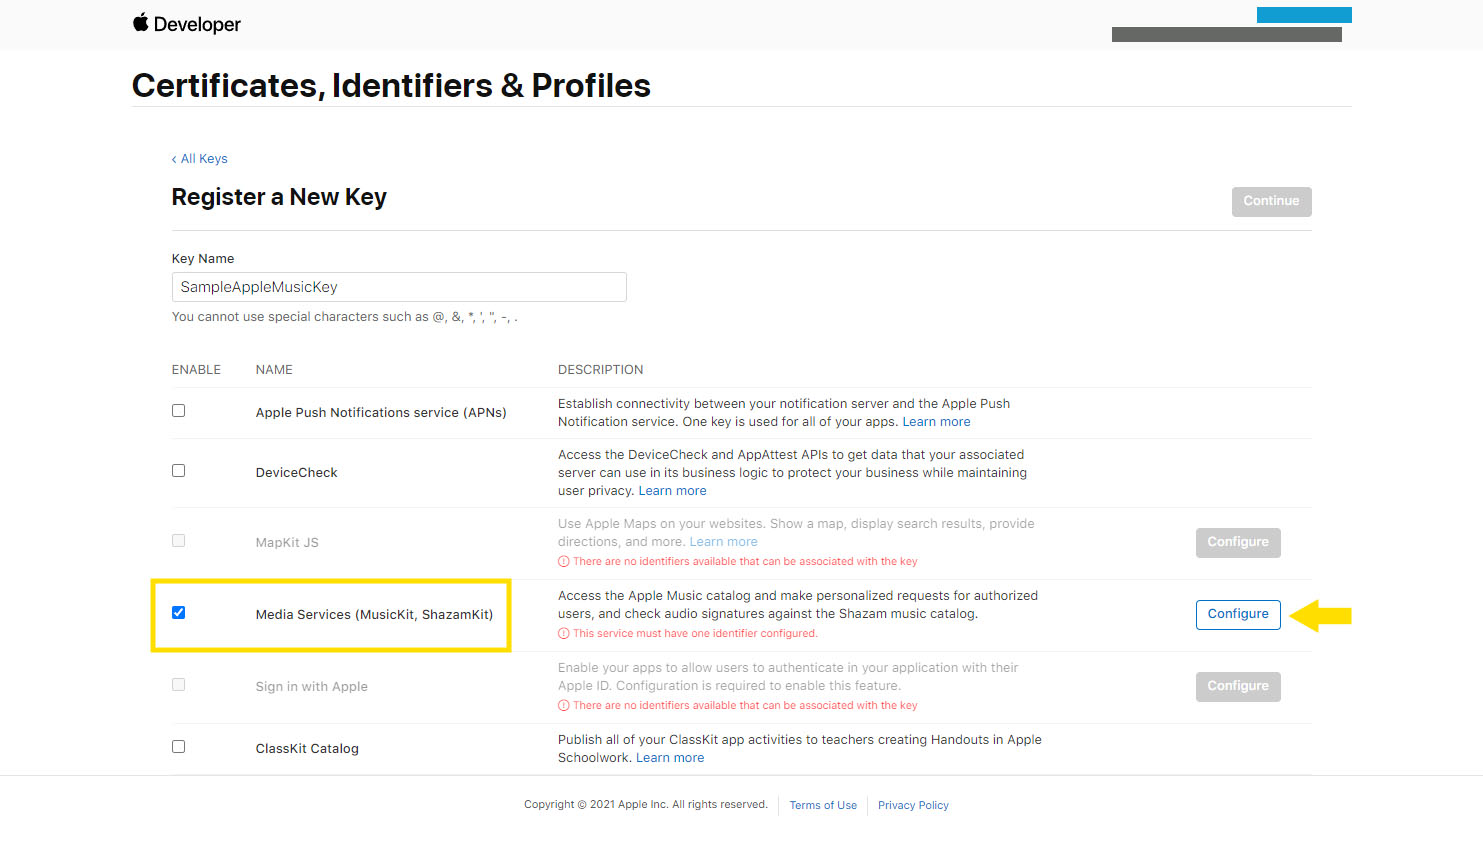 Developer
Certificates, Identifiers & Profiles
‹ All Keys
Register a New Key
Continue
Key Name
SampleAppleMusicKey
You cannot use special characters such as @, &, *, ', ", -, .
ENABLE NAME DESCRIPTION
Apple Push Notifications service (APNs)
Establish connectivity between your notification server and the Apple Push
Notification service. One key is used for all of your apps. Learn more
DeviceCheck
Access the DeviceCheck and AppAttest APIs to get data that your associated
server can use in its business logic to protect your business while maintaining
user privacy. Learn more
MapKit JS
Use Apple Maps on your websites. Show a map, display search results, provide
directions, and more. Learn more
There are no identifiers available that can be associated with the key
Configure
Media Services (MusicKit, ShazamKit)
Access the Apple Music catalog and make personalized requests for authorized
users, and check audio signatures against the Shazam music catalog.
This service must have one identifier configured.
Configure
Sign in with Apple
Enable your apps to allow users to authenticate in your application with their
Apple ID. Configuration is required to enable this feature.
There are no identifiers available that can be associated with the key
Configure
ClassKit Catalog
Publish all of your ClassKit app activities to teachers creating Handouts in Apple
Schoolwork. Learn more
Copyright © 2021 Apple Inc. All rights reserved. Terms of Use Privacy Policy